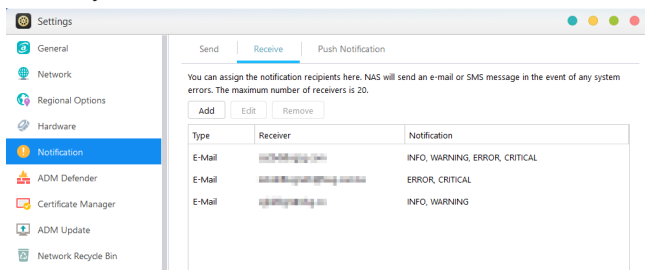 Settings
General
Network
Regional Options
Hardware
Notification
ADM Defender
Certificate Manager
ADM Update
Network Recycle Bin
Send Receive Push Notification
You can assign the notification recipients here. NAS will send an e-mail or SMS message in the event of any system
errors. The maximum number of receivers is 20.
Add Edit Remove
Type Receiver Notification
E-Mail INFO, WARNING, ERROR, CRITICAL
E-Mail ERROR, CRITICAL
E-Mail INFO, WARNING